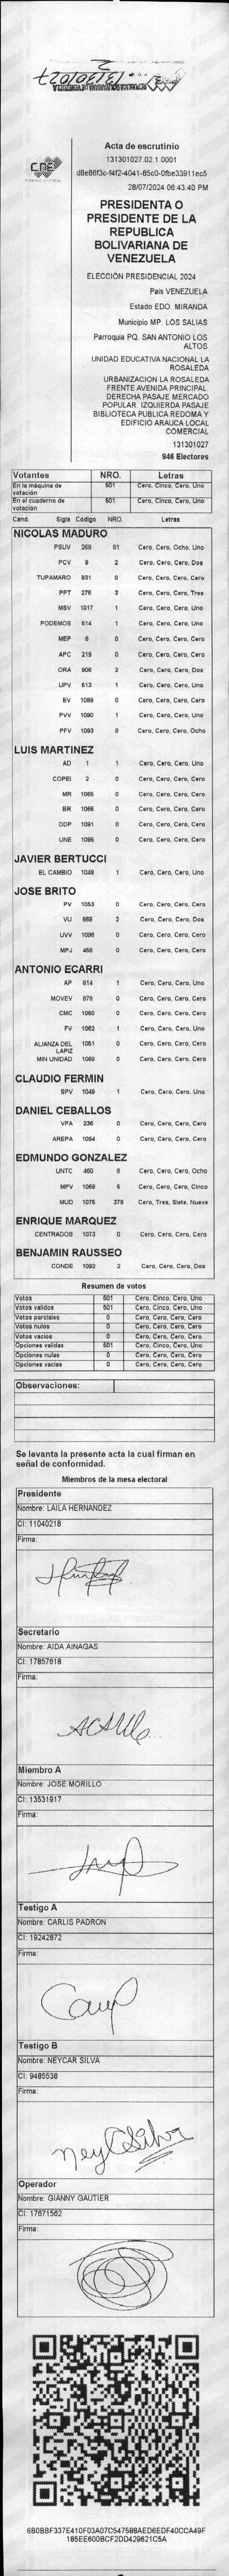 CNE
Acta de escrutinio
131301027.02.1.0001
28/07/2024 06:43:40 PM
PRESIDENTA O
PRESIDENTE DE LA
REPUBLICA
BOLIVARIANA DE
VENEZUELA
ELECCIÓN PRESIDENCIAL 2024
Pais VENEZUELA
Estado EDO. MIRANDA
Municipio MP. LOS SALIAS
Parroquia PQ. SAN ANTONIO LOS
ALTOS
UNIDAD EDUCATIVA NACIONAL LA
ROSALEDA
URBANIZACION LA ROSALEDA
FRENTE AVENIDA PRINCIPAL.
DERECHA PASAJE MERCADO
POPULAR. IZQUIERDA PASAJE
BIBLIOTECA PUBLICA REDOMA Y
EDIFICIO ARAUCA LOCAL
COMERCIAL
131301027
946 Electores
Votantes NRO. Letras
En la maquina de votación 501 Cero, Cinco, Cero, Uno
En el cuaderno de votación 501 Cero, Cinco, Cero, Uno
Cand. Sigla Código NRO. Letras
NICOLAS MADURO
PSUV 269 81 Cero, Cero, Ocho, Uno
PCV 9 2 Cero, Cero, Cero, Dos
TUPAMARO 931 0 Cero, Cero, Cero, Cero
PPT 276 3 Cero, Cero, Cero, Tres
MSV 1017 1 Cero, Cero, Cero, Uno
PODEMOS 514 1 Cero, Cero, Cero, Uno
MEP 6 0 Cero, Cero, Cero, Cero
APC 219 0 Cero, Cero, Cero, Cero
ORA 906 2 Cero, Cero, Cero, Dos
UPV 513 1 Cero, Cero, Cero, Uno
EV 1089 0 Cero, Cero, Cero, Cero
PVV 1090 1 Cero, Cero, Cero, Uno
PFV 1093 8 Cero, Cero, Cero, Ocho
LUIS MARTINEZ
AD 1 1 Cero, Cero, Cero, Uno
COPEI 2 0 Cero, Cero, Cero, Cero
MR 1065 0 Cero, Cero, Cero, Cero
BR 1066 0 Cero, Cero, Cero, Cero
DDP 1091 0 Cero, Cero, Cero, Cero
UNE 1095 0 Cero, Cero, Cero, Cero
JAVIER BERTUCCI
EL CAMBIO 1048 1 Cero, Cero, Cero, Uno
JOSE BRITO
PV 1053 0 Cero, Cero, Cero, Cero
VU 868 2 Cero, Cero, Cero, Dos
UVV 1096 0 Cero, Cero, Cero, Cero
MPJ 458 0 Cero, Cero, Cero, Cero
ANTONIO ECARRI
AP 814 1 Cero, Cero, Cero, Uno
MOVEV 878 0 Cero, Cero, Cero, Cero
CMC 1050 0 Cero, Cero, Cero, Cero
FV 1062 1 Cero, Cero, Cero, Uno
ALIANZA DEL LAPIZ 1051 0 Cero, Cero, Cero, Cero
MIN UNIDAD 1068 0 Cero, Cero, Cero, Cero
CLAUDIO FERMIN
SPV 1049 1 Cero, Cero, Cero, Uno
DANIEL CEBALLOS
VPA 236 0 Cero, Cero, Cero, Cero
AREPA 1094 0 Cero, Cero, Cero, Cero
EDMUNDO GONZALEZ
UNTC 460 8 Cero, Cero, Cero, Ocho
MPV 1069 5 Cero, Cero, Cero, Cinco
MUD 1075 379 Cero, Tres, Siete, Nueve
ENRIQUE MARQUEZ
CENTRADOS 1073 0 Cero, Cero, Cero, Cero
BENJAMIN RAUSSEO
CONDE 1092 2 Cero, Cero, Cero, Dos
Resumen de votos
Votos 501 Cero, Cinco, Cero, Uno
Votos validos 501 Cero, Cinco, Cero, Uno
Votos parciales 0 Cero, Cero, Cero, Cero
Votos nulos 0 Cero, Cero, Cero, Cero
Votos vacios 0 Cero, Cero, Cero, Cero
Opciones validas 501 Cero, Cinco, Cero, Uno
Opciones nulas 0 Cero, Cero, Cero, Cero
Opciones vacias 0 Cero, Cero, Cero, Cero
Observaciones:
Se levanta la presente acta la cual firman en
señal de conformidad.
Miembros de la mesa electoral
Presidente
Nombre: LAILA HERNANDEZ
CI: 11040218
Firma:
Secretario
Nombre: AIDA AINAGAS
CI: 17857618
Firma:
Miembro A
Nombre: JOSE MORILLO
CI: 13531917
Firma:
Testigo A
Nombre: CARLIS PADRON
CI: 19242872
Firma:
Testigo B
Nombre: NEYCAR SILVA
CI: 9485538
Firma:
Operador
Nombre: GIANNY GAUTIER
CI: 17671562
Firma:
6B0BBF337E410F03A07C54758BAED6EDF40CCA49F
185EE600BCF2DD429621C5A